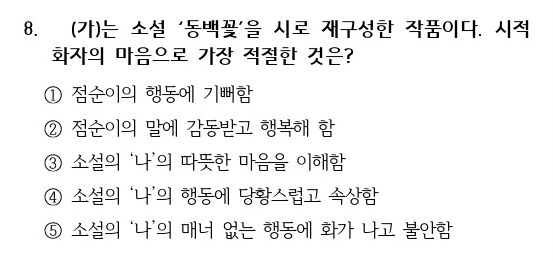 8. (가)는 소설 ‘동백꽃’을 시로 재구성한 작품이다. 시적
화자의 마음으로 가장 적절한 것은?
① 점순이의 행동에 기뻐함
② 점순이의 말에 감동받고 행복해 함
③ 소설의 ‘나’의 따뜻한 마음을 이해함
④ 소설의 ‘나’의 행동에 당황스럽고 속상함
⑤ 소설의 ‘나’의 매너 없는 행동에 화가 나고 불안함